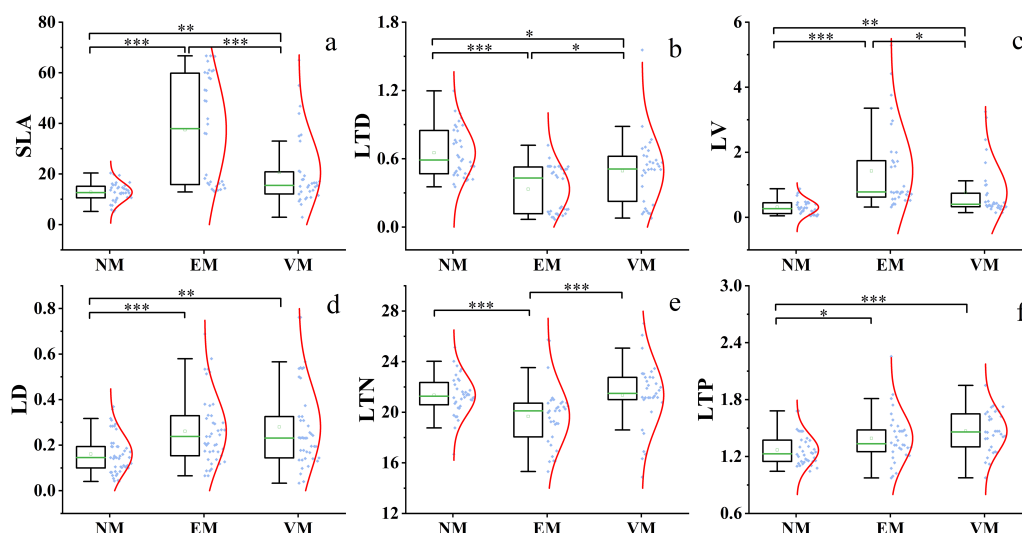 80
60
40
20
0
SLA
**
***
***
a
NM
EM
VM
1.8
1.2
0.6
0.0
LTD
*
***
*
b
NM
EM
VM
6
4
2
0
LV
**
***
*
c
NM
EM
VM
0.8
0.6
0.4
0.2
0.0
LD
**
***
d
NM
EM
VM
28
24
20
16
12
LTN
***
***
e
NM
EM
VM
3.0
2.4
1.8
1.2
0.6
LTP
***
*
f
NM
EM
VM